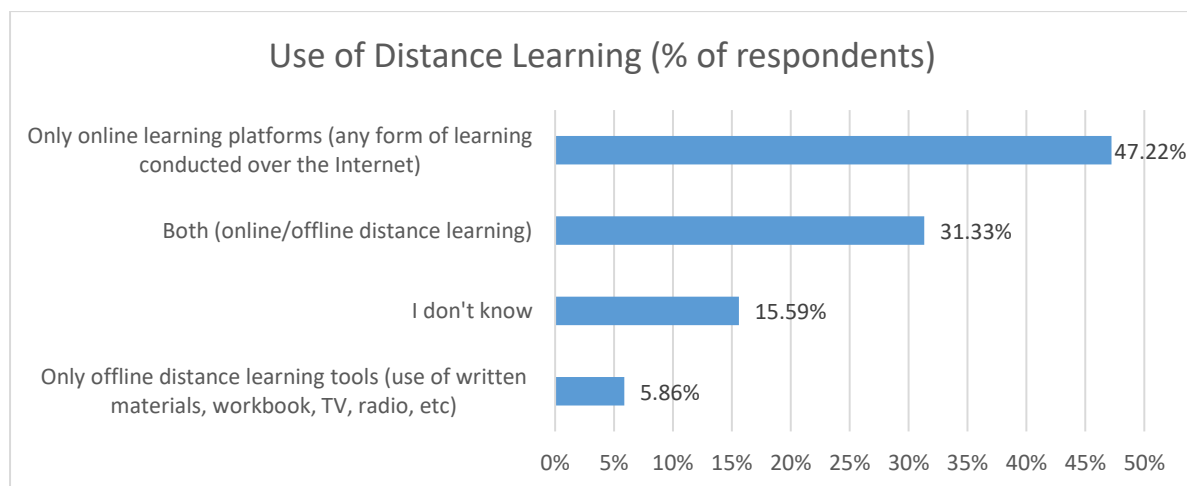 Use of Distance Learning (% of respondents)
Only online learning platforms (any form of learning
conducted over the Internet)
47.22%
Both (online/offline distance learning)
31.33%
I don't know
15.59%
Only offline distance learning tools (use of written
materials, workbook, TV, radio, etc)
5.86%
0% 5% 10% 15% 20% 25% 30% 35% 40% 45% 50%